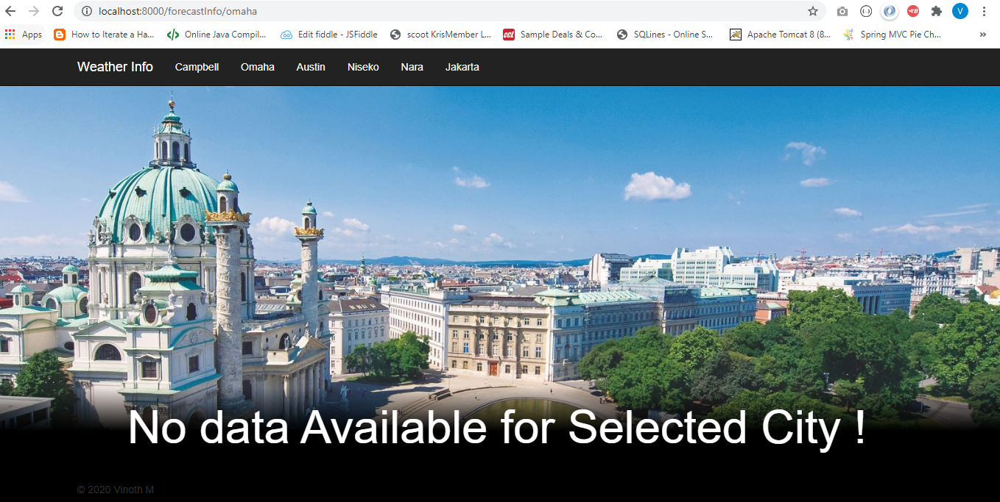 localhost:8000/forecastInfo/omaha
V
Apps How to Iterate a Ha... Online Java Compil... Edit fiddle - JSFiddle scoot KrisMember L... ccl Sample Deals & Co... SQLines - Online S... Apache Tomcat 8 (8... Spring MVC Pie Ch... »
Weather Info Campbell Omaha Austin Niseko Nara Jakarta
No data Available for Selected City !
© 2020 Vinoth M